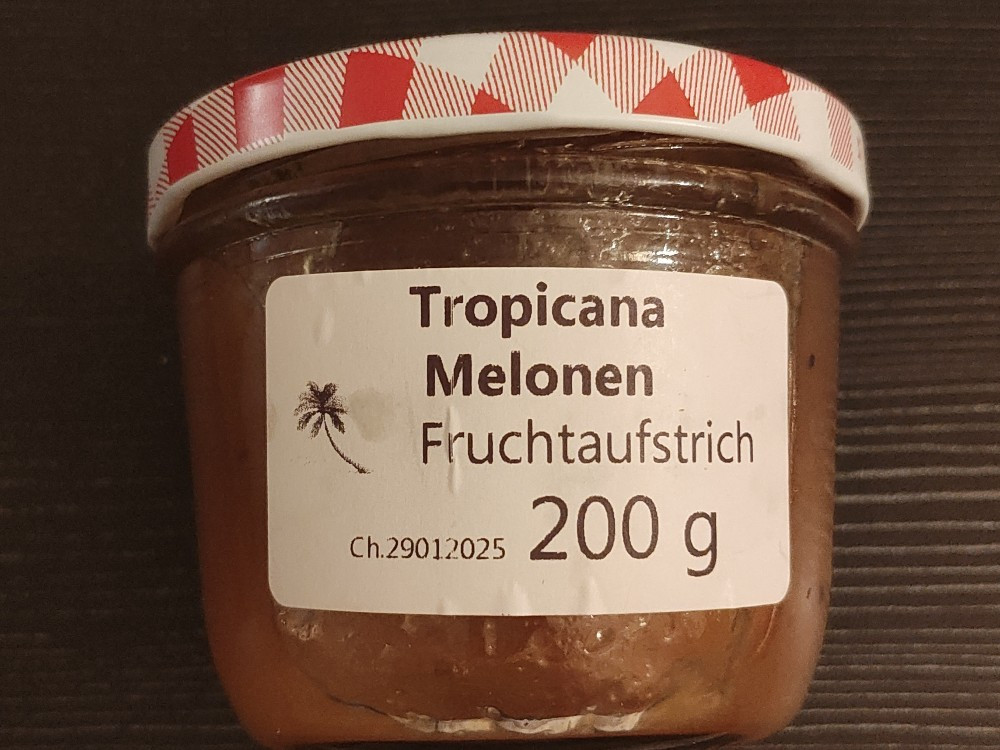 Tropicana
Melonen
Fruchtaufstrich
Ch.29012025 200 g